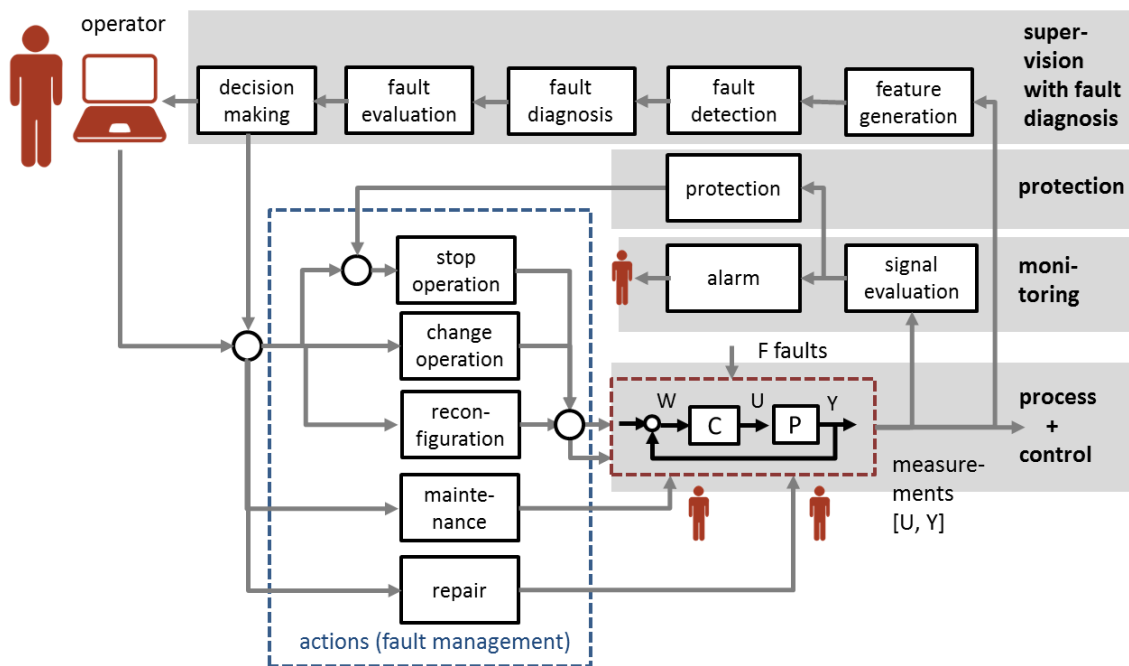 operator
super-
vision
with fault
diagnosis
decision
making
fault
evaluation
fault
diagnosis
fault
detection
feature
generation
protection
protection
stop
operation
alarm
signal
evaluation
moni-
toring
change
operation
F faults
recon-
figuration
W
C
U
P
Y
process
+
control
mainte-
nance
measure-
ments
[U, Y]
repair
actions (fault management)